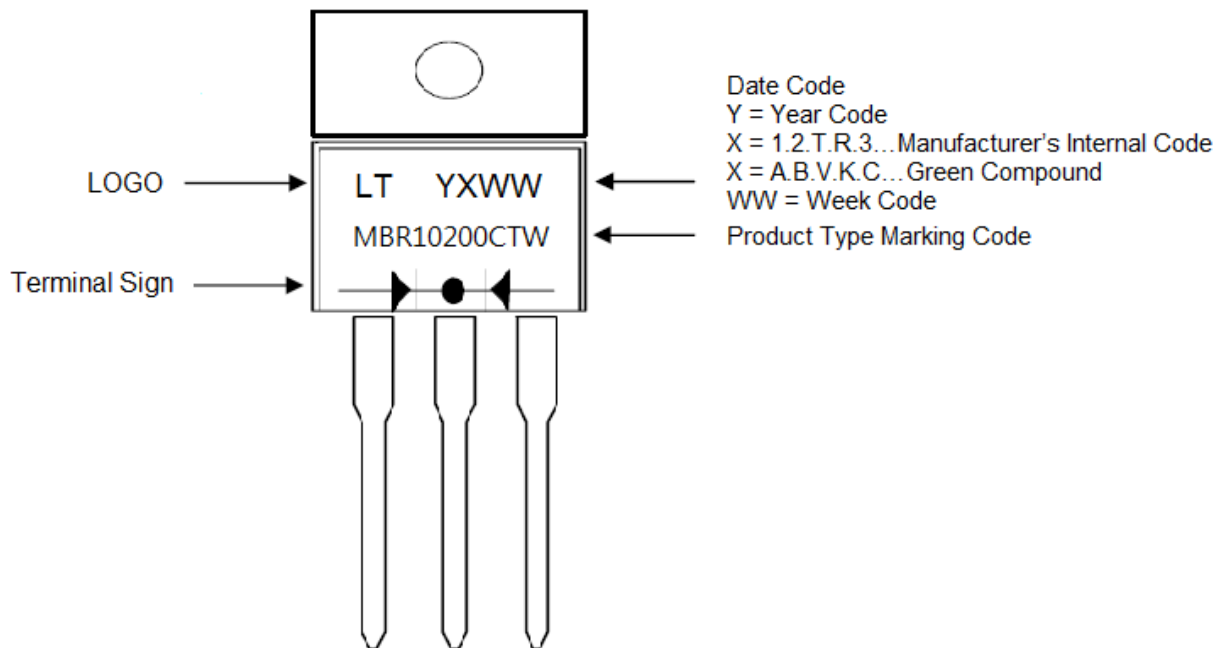 Date Code
Y = Year Code
X = 1.2.T.R.3...Manufacturer's Internal Code
X = A.B.V.K.C...Green Compound
WW = Week Code
LOGO
LT YXWW
MBR10200CTW
Product Type Marking Code
Terminal Sign